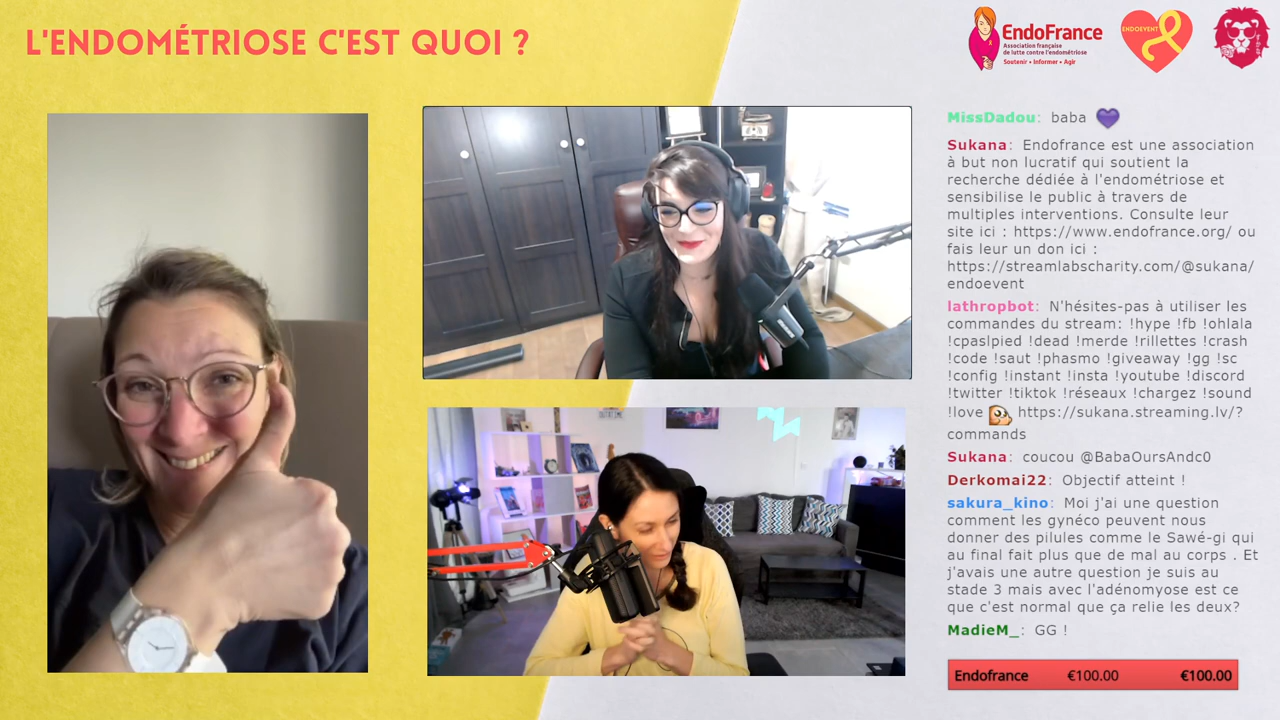 L'ENDOMÉTRIOSE C'EST QUOI ?
EndoFrance
Association française
de lutte contre l'endométriose
Soutenir • Informer • Agir
ENDOEVENT
MissDadou: baba
Sukana: Endofrance est une association
à but non lucratif qui soutient la
recherche dédiée à l'endométriose et
sensibilise le public à travers de
multiples interventions. Consulte leur
site ici : https://www.endofrance.org/ ou
fais leur un don ici :
https://streamlabscharity.com/@sukana/
endoevent
lathropbot: N'hésites-pas à utiliser les
commandes du stream: !hype !fb !ohlala
!cpaslpied !dead !merde !rillettes !crash
!code !saut !phasmo !giveaway !gg !sc
!config !instant !insta !youtube !discord
!twitter !tiktok !réseaux !chargez !sound
!love https://sukana.streaming.lv/?
commands
Sukana: coucou @BabaOursAndc0
Derkomai22: Objectif atteint !
sakura_kino: Moi j'ai une question
comment les gynéco peuvent nous
donner des pilules comme le Sawé-gi qui
au final fait plus que de mal au corps . Et
j'avais une autre question je suis au
stade 3 mais avec l'adénomyose est ce
que c'est normal que ça relie les deux?
MadieM_: GG !
Endofrance €100.00 €100.00